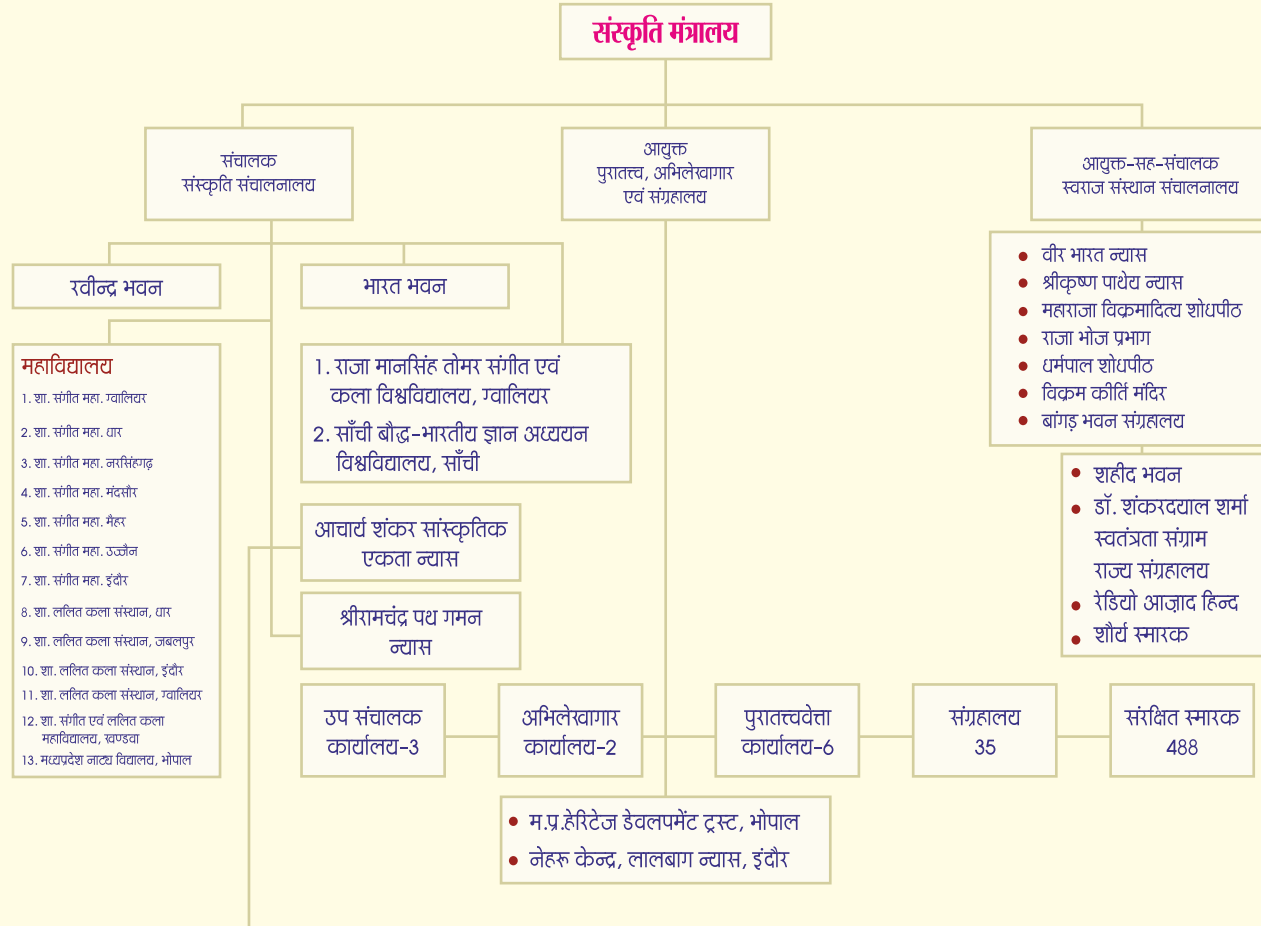 संस्कृति मंत्रालय
संचालक
संस्कृति संचालनालय
आयुक्त
पुरातत्त्व, अभिलेखागार
एवं संग्रहालय
आयुक्त-सह-संचालक
स्वराज संस्थान संचालनालय
रवीन्द्र भवन
भारत भवन
महाविद्यालय
1. शा. संगीत महा. ग्वालियर
2. शा. संगीत महा. धार
3. शा. संगीत महा. नरसिंहगढ़
4. शा. संगीत महा. मंदसौर
5. शा. संगीत महा. मैहर
6. शा. संगीत महा. उज्जैन
7. शा. संगीत महा. इंदौर
8. शा. ललित कला संस्थान, धार
9. शा. ललित कला संस्थान, जबलपुर
10. शा. ललित कला संस्थान, इंदौर
11. शा. ललित कला संस्थान, ग्वालियर
12. शा. संगीत एवं ललित कला
महाविद्यालय, खण्डवा
13. मध्यप्रदेश नाट्य विद्यालय, भोपाल
1. राजा मानसिंह तोमर संगीत एवं
कला विश्वविद्यालय, ग्वालियर
2. साँची बौद्ध-भारतीय ज्ञान अध्ययन
विश्वविद्यालय, साँची
आचार्य शंकर सांस्कृतिक
एकता न्यास
श्रीरामचंद्र पथ गमन
न्यास
• वीर भारत न्यास
• श्रीकृष्ण पाथेय न्यास
• महाराजा विक्रमादित्य शोधपीठ
• राजा भोज प्रभाग
• धर्मपाल शोधपीठ
• विक्रम कीर्ति मंदिर
• बांगड़ भवन संग्रहालय
• शहीद भवन
• डॉ. शंकरदयाल शर्मा
स्वतंत्रता संग्राम
राज्य संग्रहालय
• रेडियो आज़ाद हिन्द
• शौर्य स्मारक
उप संचालक
कार्यालय-3
अभिलेखागार
कार्यालय-2
पुरातत्त्ववेत्ता
कार्यालय-6
संग्रहालय
35
संरक्षित स्मारक
488
• म.प्र.हेरिटेज डेवलपमेंट ट्रस्ट, भोपाल
• नेहरू केन्द्र, लालबाग न्यास, इंदौर